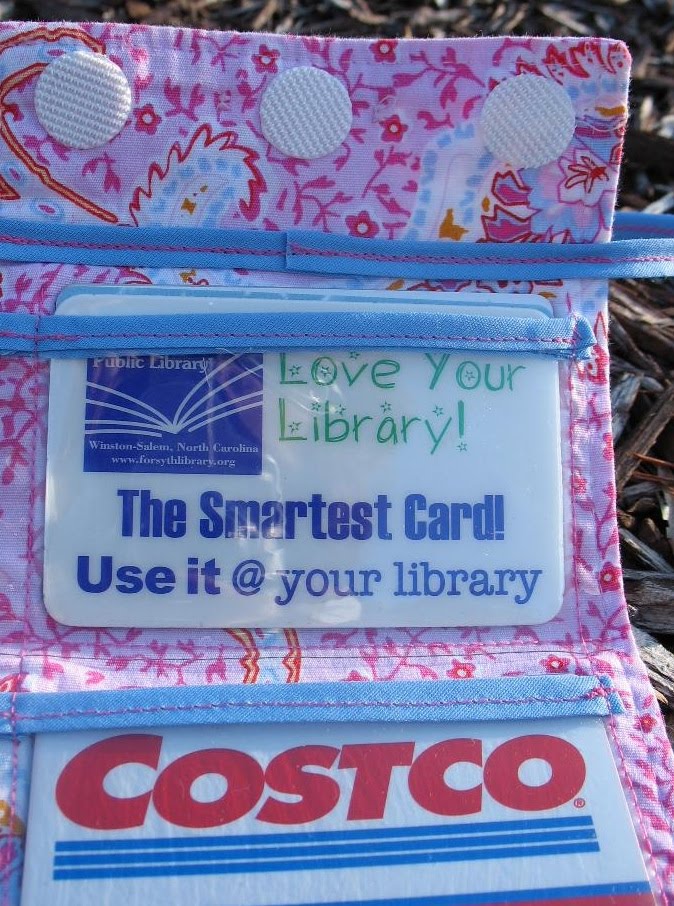 Public Library
Winston-Salem, North Carolina
www.forsythlibrary.org
Love Your
Library!
The Smartest Card!
Use it @ your library
COSTCO®